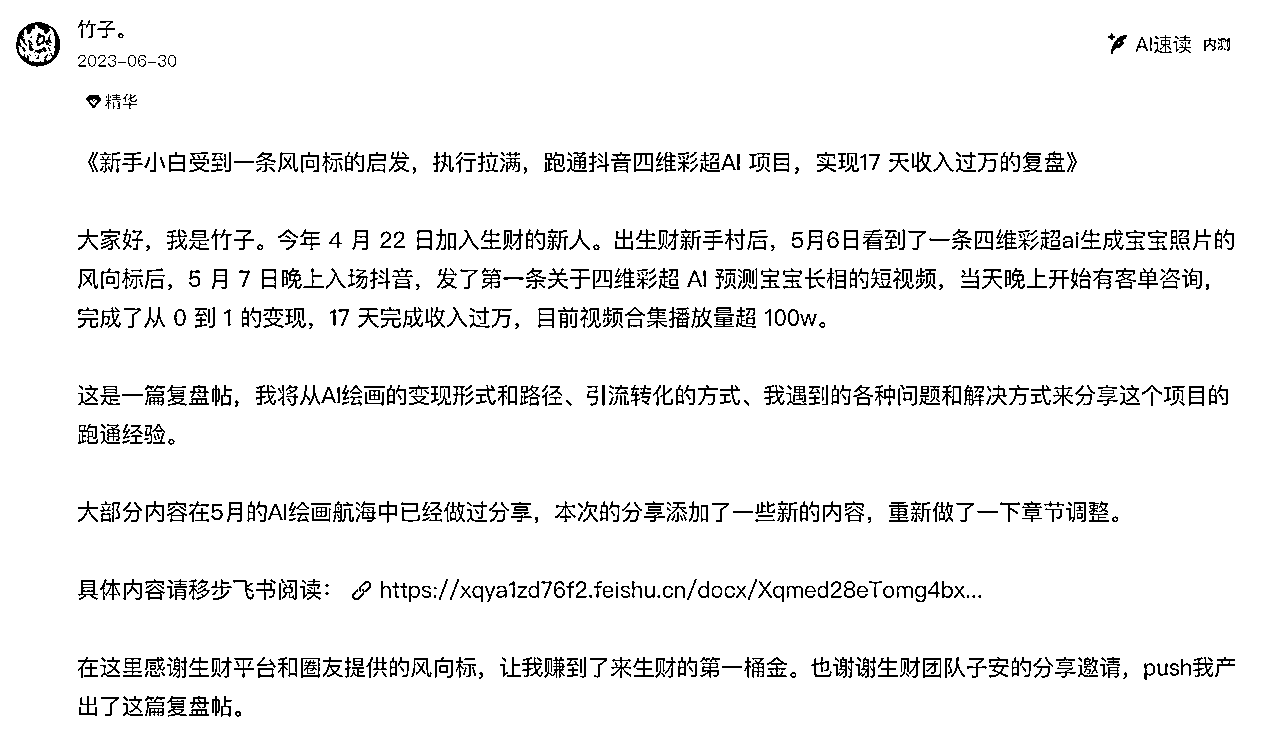 竹子。
2023-06-30
AI速读 内测
精华
《新手小白受到一条风向标的启发，执行拉满，跑通抖音四维彩超AI 项目，实现17 天收入过万的复盘》
大家好，我是竹子。今年 4 月 22 日加入生财的新人。出生财新手村后，5月6日看到了一条四维彩超ai生成宝宝照片的
风向标后，5 月 7 日晚上入场抖音，发了第一条关于四维彩超 AI 预测宝宝长相的短视频，当天晚上开始有客单咨询，
完成了从 0 到 1 的变现，17 天完成收入过万，目前视频合集播放量超 100w。
这是一篇复盘帖，我将从AI绘画的变现形式和路径、引流转化的方式、我遇到的各种问题和解决方式来分享这个项目的
跑通经验。
大部分内容在5月的AI绘画航海中已经做过分享，本次的分享添加了一些新的内容，重新做了一下章节调整。
具体内容请移步飞书阅读： https://xqya1zd76f2.feishu.cn/docx/Xqmed28eTomg4bx...
在这里感谢生财平台和圈友提供的风向标，让我赚到了来生财的第一桶金。也谢谢生财团队子安的分享邀请，push我产
出了这篇复盘帖。